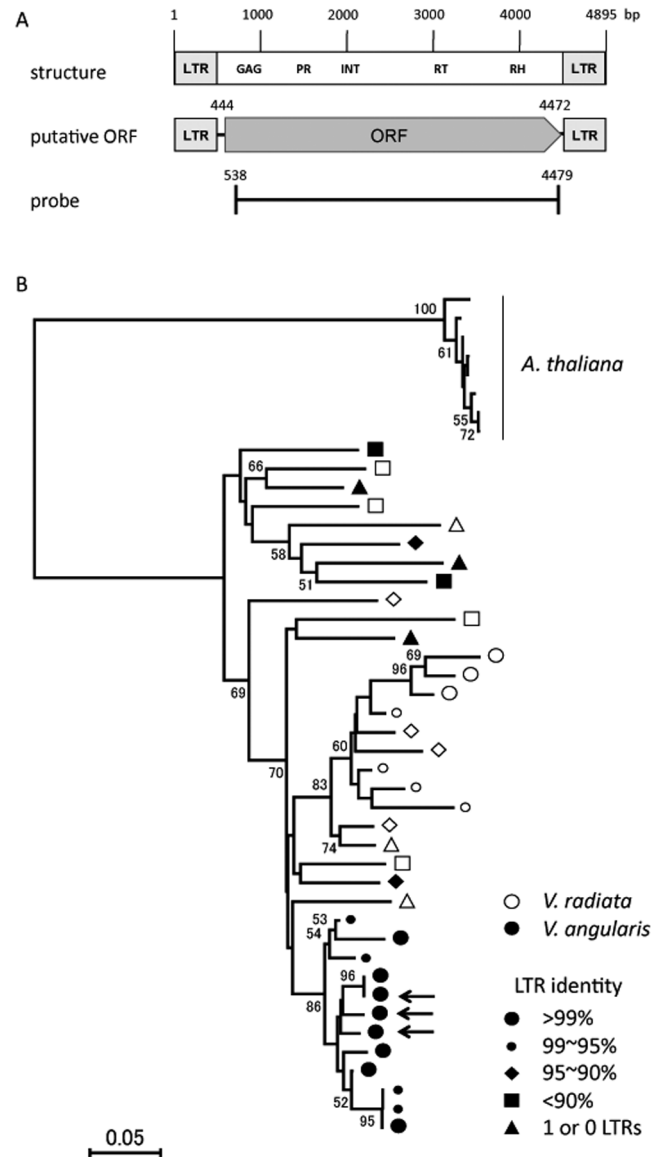 A
1 1000 2000 3000 4000 4895 bp
structure LTR GAG PR INT RT RH LTR
444 4472
putative ORF LTR ORF LTR
538 4479
probe
B
100
61
A. thaliana
55
72
66
58
51
69
69
96
70
60
83
74
V. radiata
53
V. angularis
54
96
LTR identity
86
>99%
99~95%
95~90%
52
<90%
95
1 or 0 LTRs
0.05